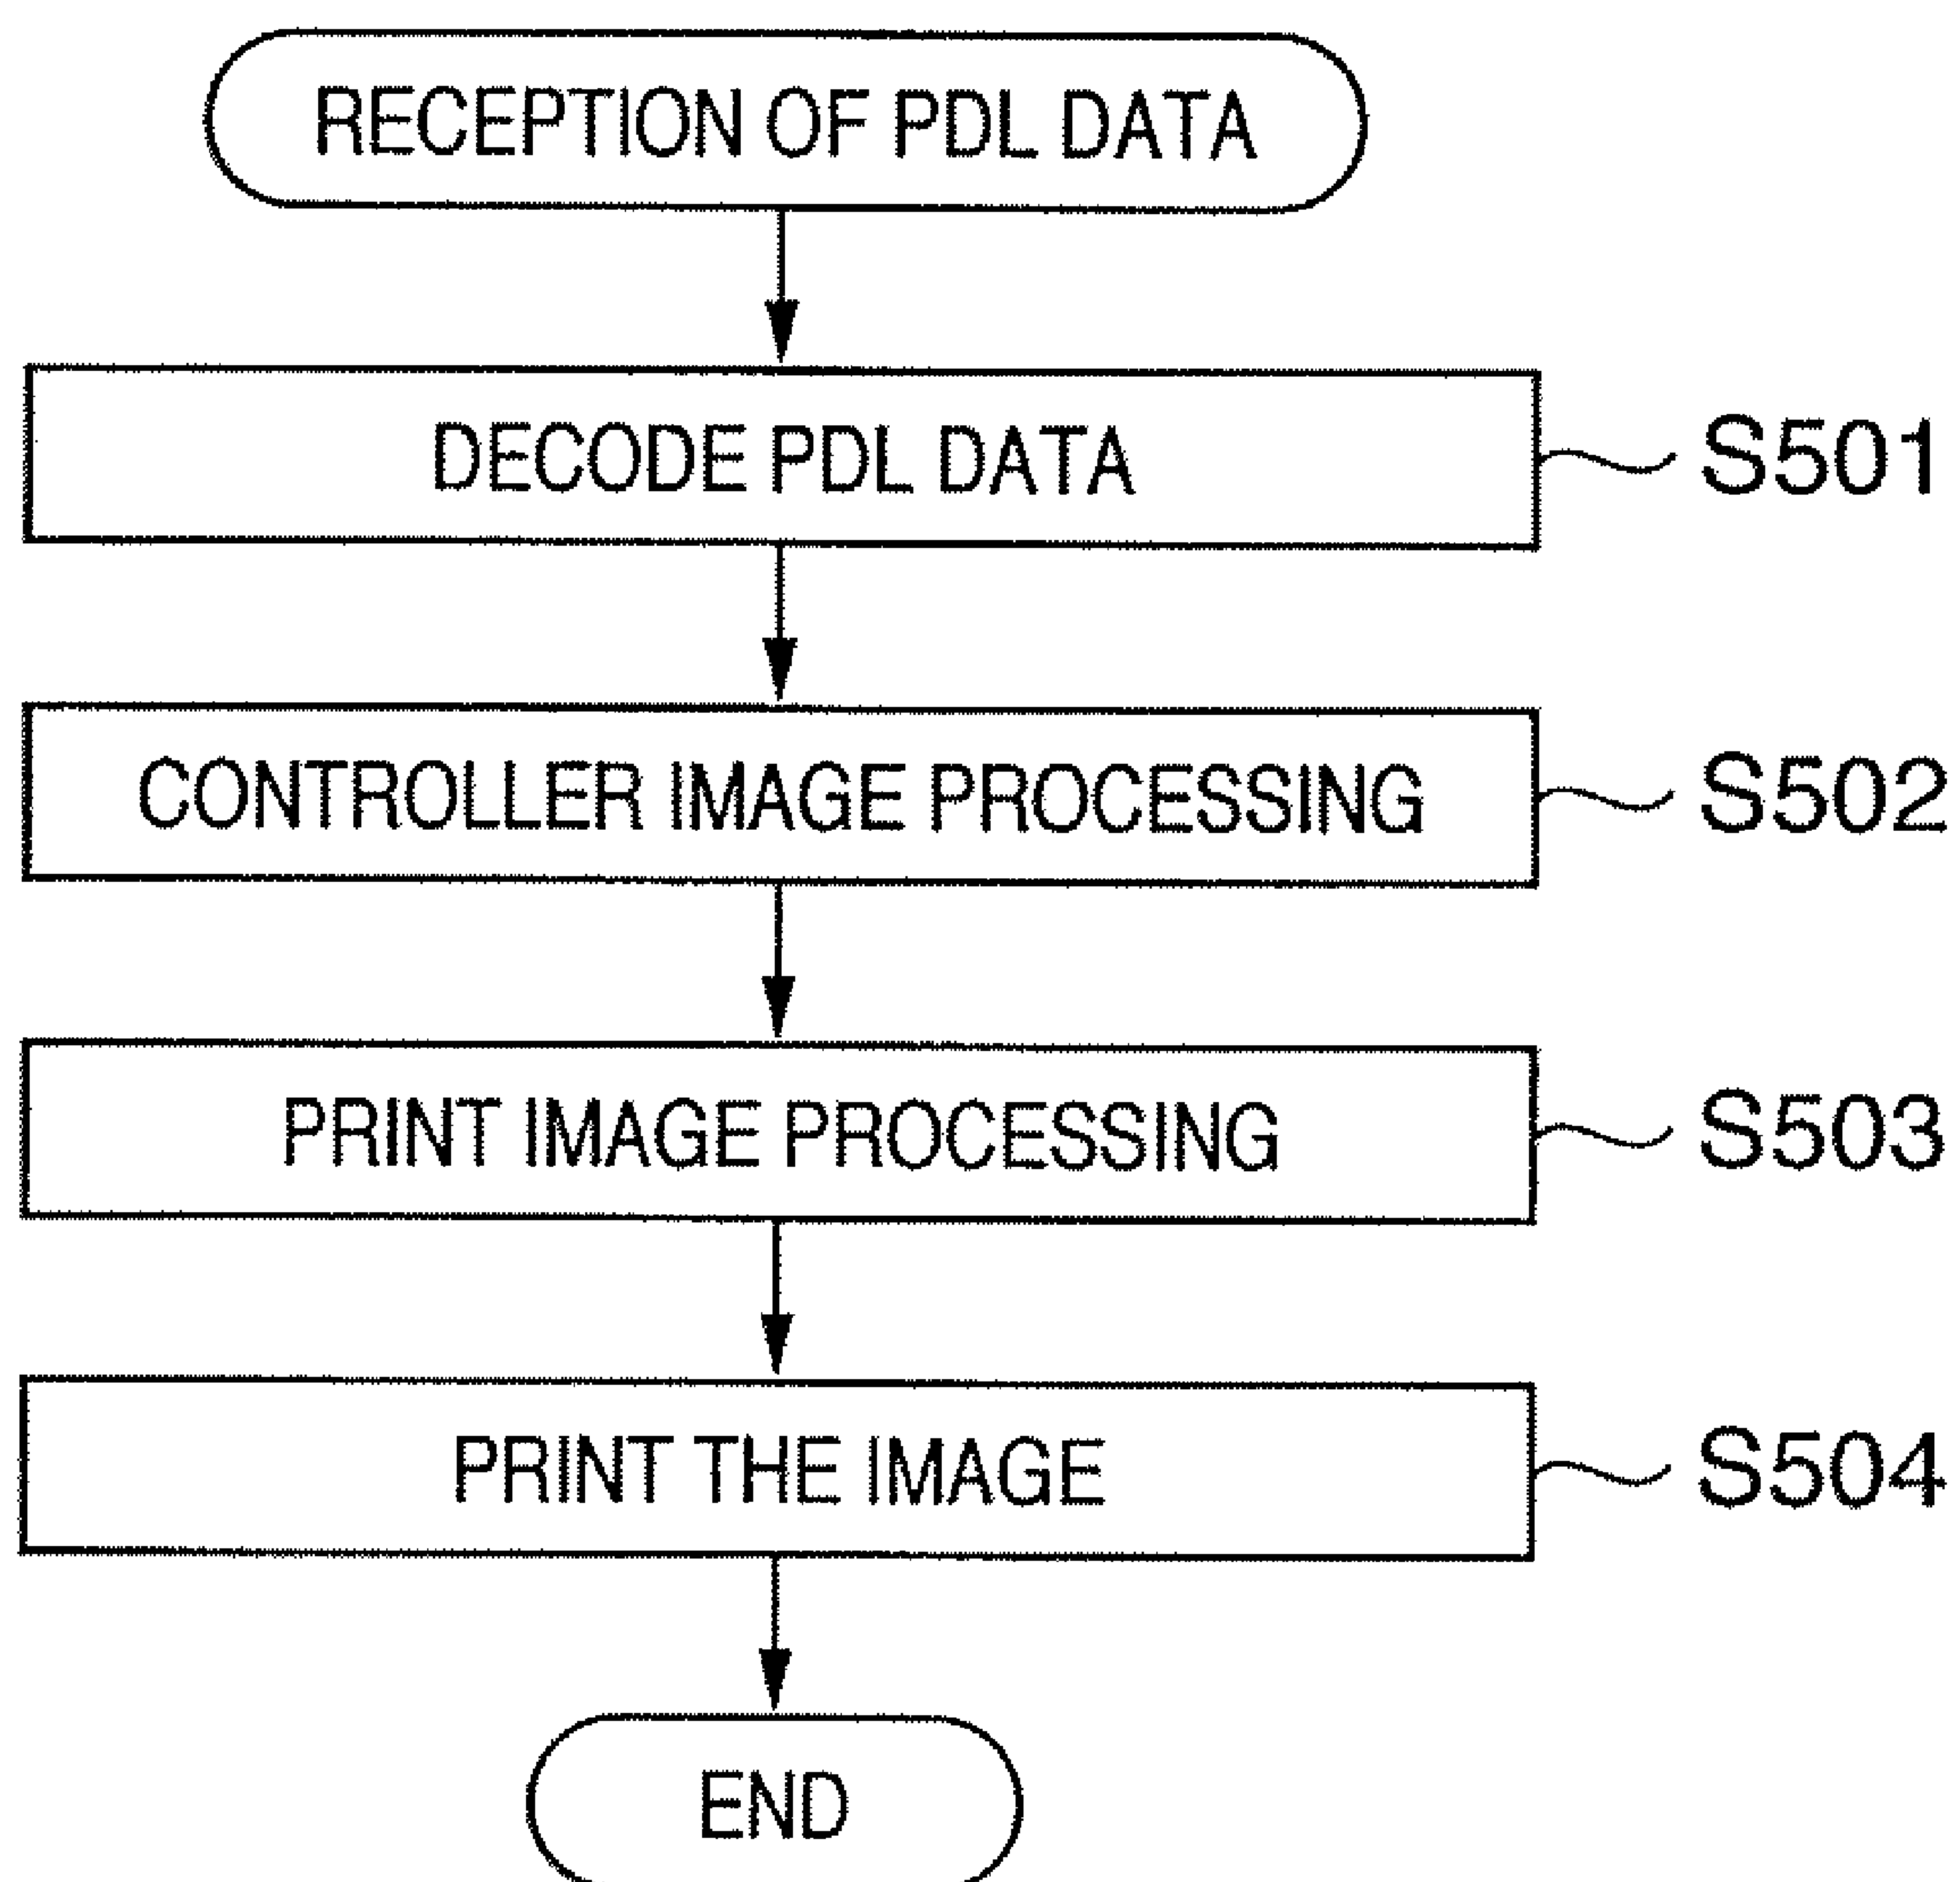 RECEPTION OF PDL DATA
DECODE PDL DATA
S501
CONTROLLER IMAGE PROCESSING
S502
PRINT IMAGE PROCESSING
S503
PRINT THE IMAGE
S504
END